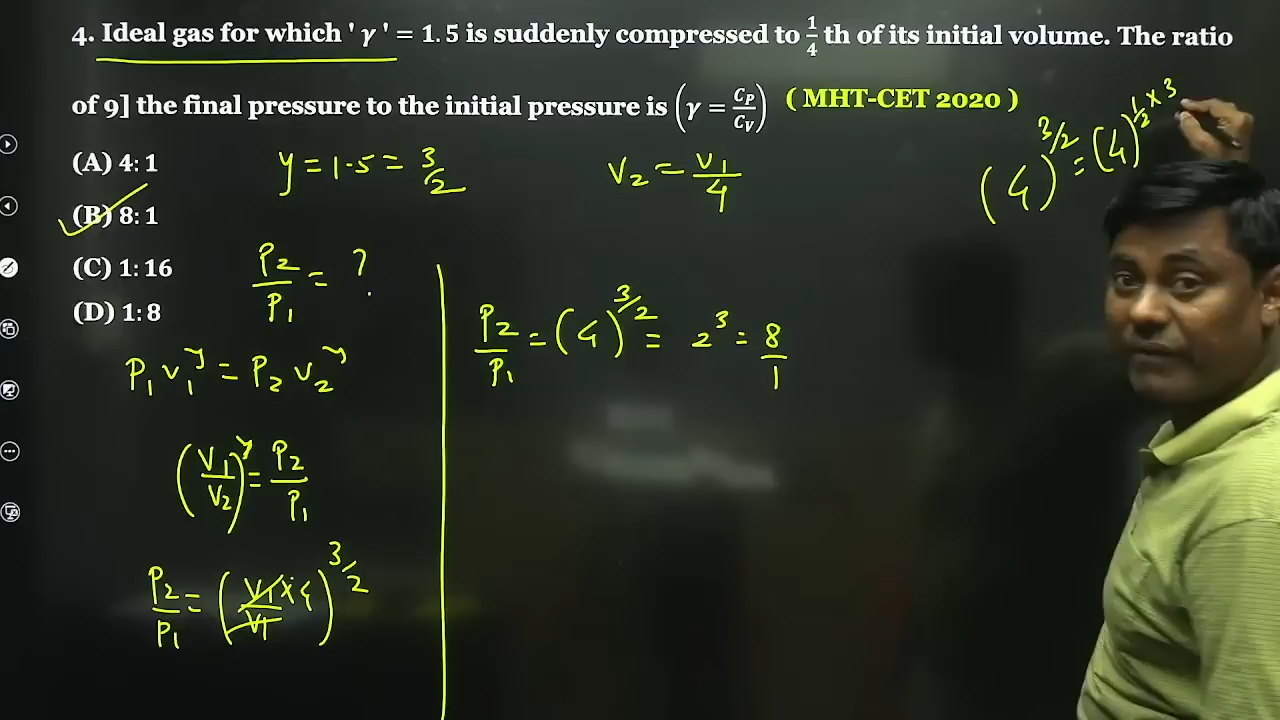 4. Ideal gas for which ' γ ' = 1.5 is suddenly compressed to 1/4 th of its initial volume. The ratio
of 9] the final pressure to the initial pressure is (γ = C_P/C_V) ( MHT-CET 2020 )
(A) 4: 1
(B) 8: 1
(C) 1: 16
(D) 1: 8
γ = 1.5 = 3/2
V₂ = V₁/4
(4)^3/2 = (4)^1/2 × 3
P₂/P₁ = ?
P₁V₁^γ = P₂V₂^γ
(V₁/V₂)^γ = P₂/P₁
P₂/P₁ = (V₁×4/V₁)^3/2
P₂/P₁ = (4)^3/2 = 2³ = 8/1